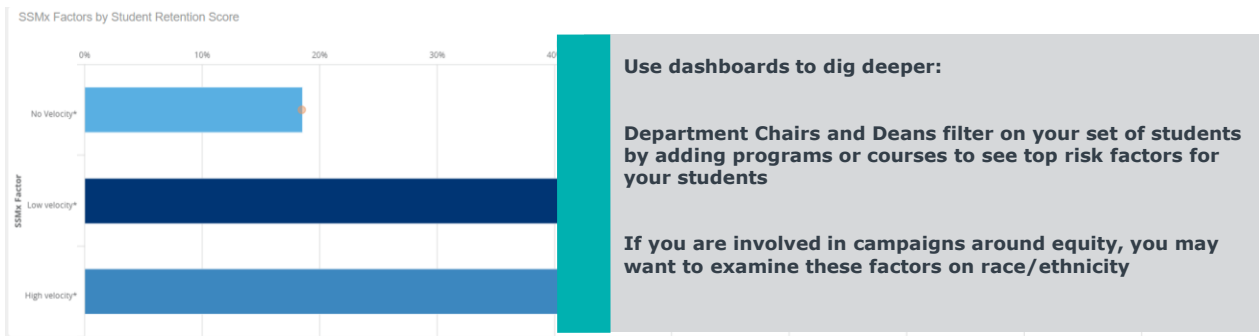 SSMx Factors by Student Retention Score
0% 10% 20% 30%
No Velocity*
Low velocity*
High velocity*
SSMx Factor
Use dashboards to dig deeper:
Department Chairs and Deans filter on your set of students
by adding programs or courses to see top risk factors for
your students
If you are involved in campaigns around equity, you may
want to examine these factors on race/ethnicity